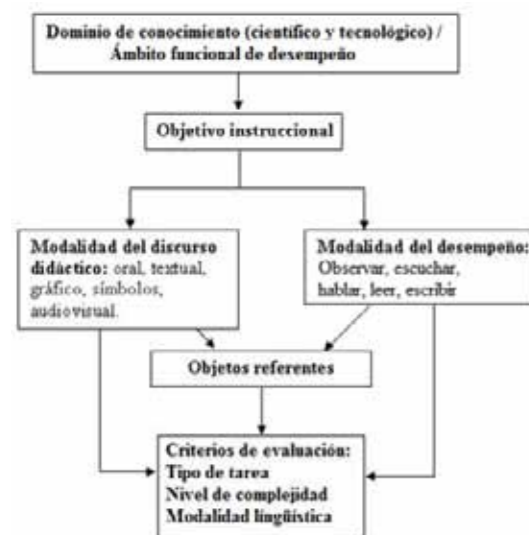 Dominio de conocimiento (científico y tecnológico) /
Ámbito funcional de desempeño
Objetivo instruccional
Modalidad del discurso
didáctico: oral, textual,
gráfico, símbolos,
audiovisual.
Modalidad del desempeño:
Observar, escuchar,
hablar, leer, escribir
Objetos referentes
Criterios de evaluación:
Tipo de tarea
Nivel de complejidad
Modalidad lingüística